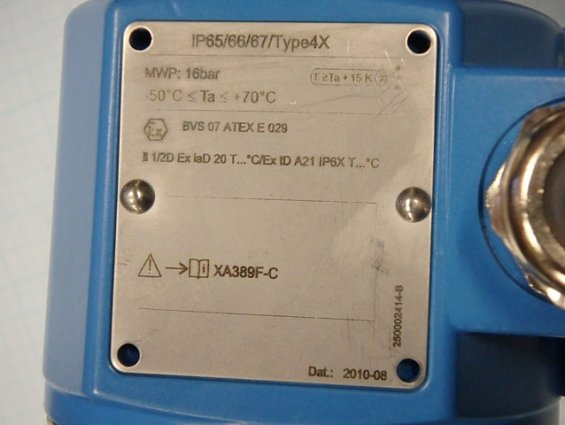 IP65/66/67/Type4X
MWP: 16bar
T≥Ta+15 K
-50°C ≤ Ta ≤ +70°C
Ex
BVS 07 ATEX E 029
II 1/2D Ex iaD 20 T...°C/Ex tD A21 IP6X T...°C
XA389F-C
250002414-B
Dat.: 2010-08